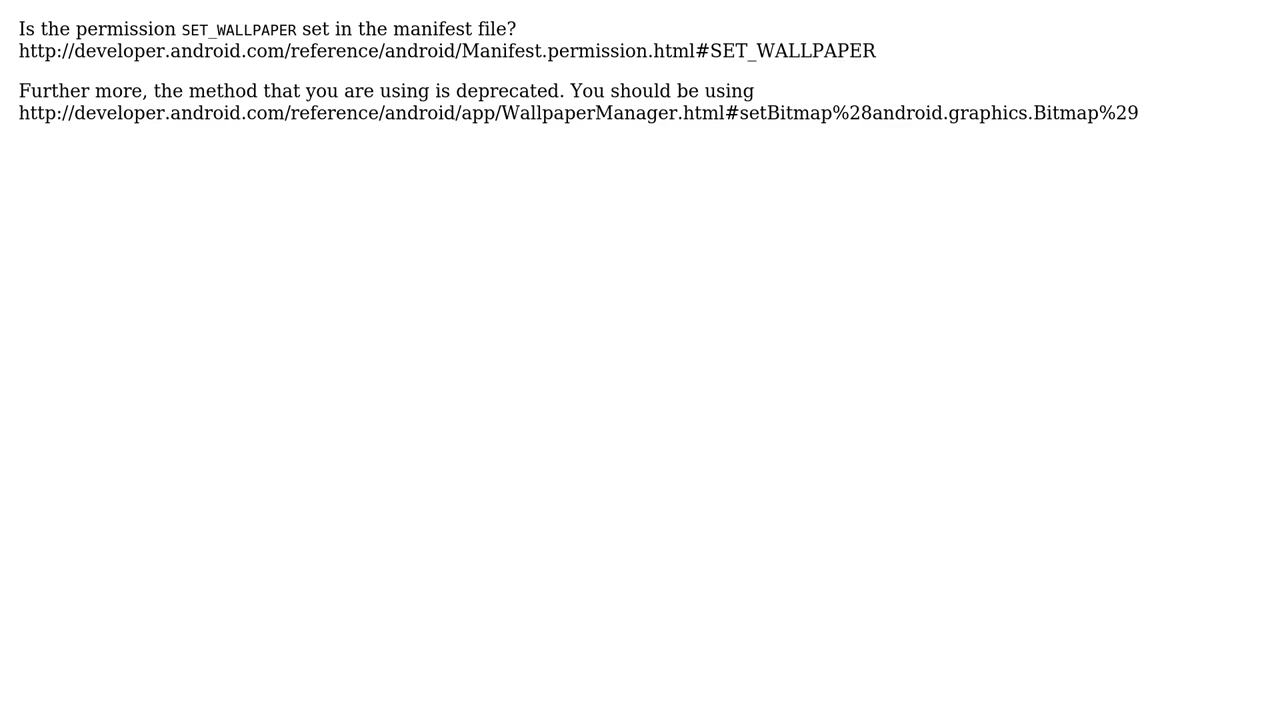 Is the permission SET_WALLPAPER set in the manifest file?
http://developer.android.com/reference/android/Manifest.permission.html#SET_WALLPAPER
Further more, the method that you are using is deprecated. You should be using
http://developer.android.com/reference/android/app/WallpaperManager.html#setBitmap%28android.graphics.Bitmap%29